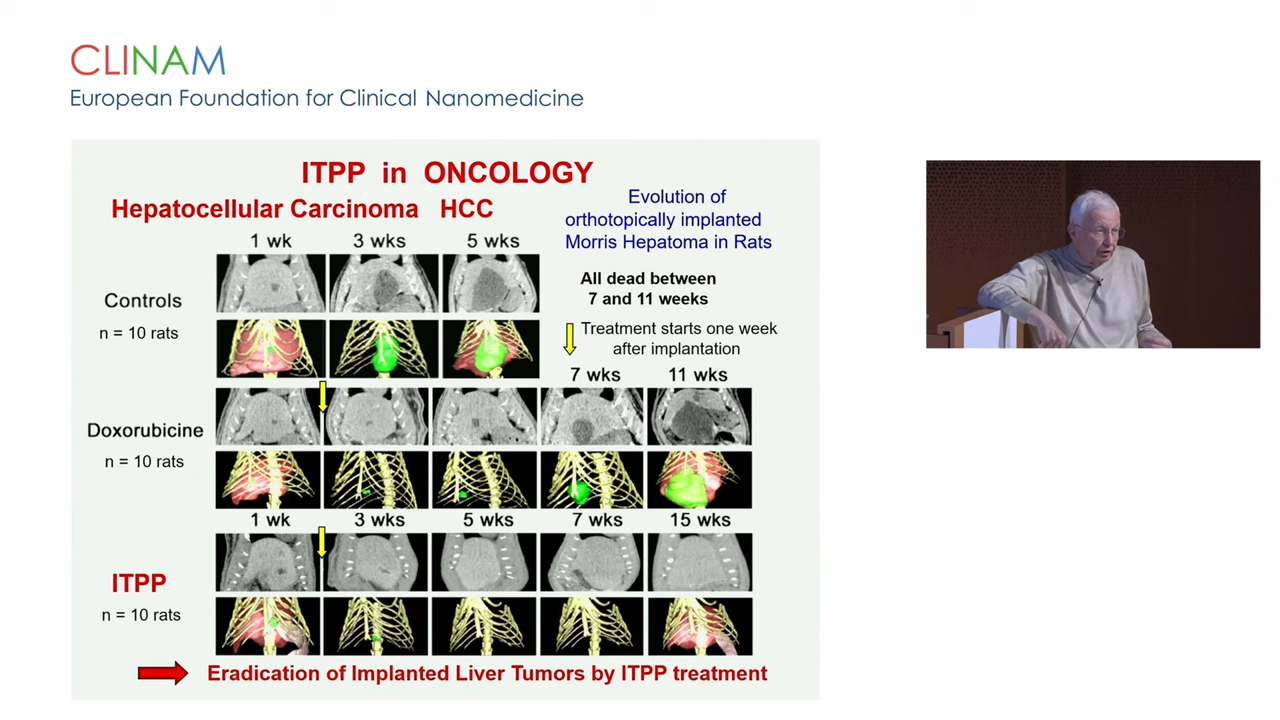 CLINAM
European Foundation for Clinical Nanomedicine
ITPP in ONCOLOGY
Hepatocellular Carcinoma HCC
Evolution of
orthotopically implanted
Morris Hepatoma in Rats
1 wk 3 wks 5 wks
Controls
n = 10 rats
All dead between
7 and 11 weeks
Treatment starts one week
after implantation
7 wks 11 wks
Doxorubicine
n = 10 rats
1 wk 3 wks 5 wks 7 wks 15 wks
ITPP
n = 10 rats
Eradication of Implanted Liver Tumors by ITPP treatment